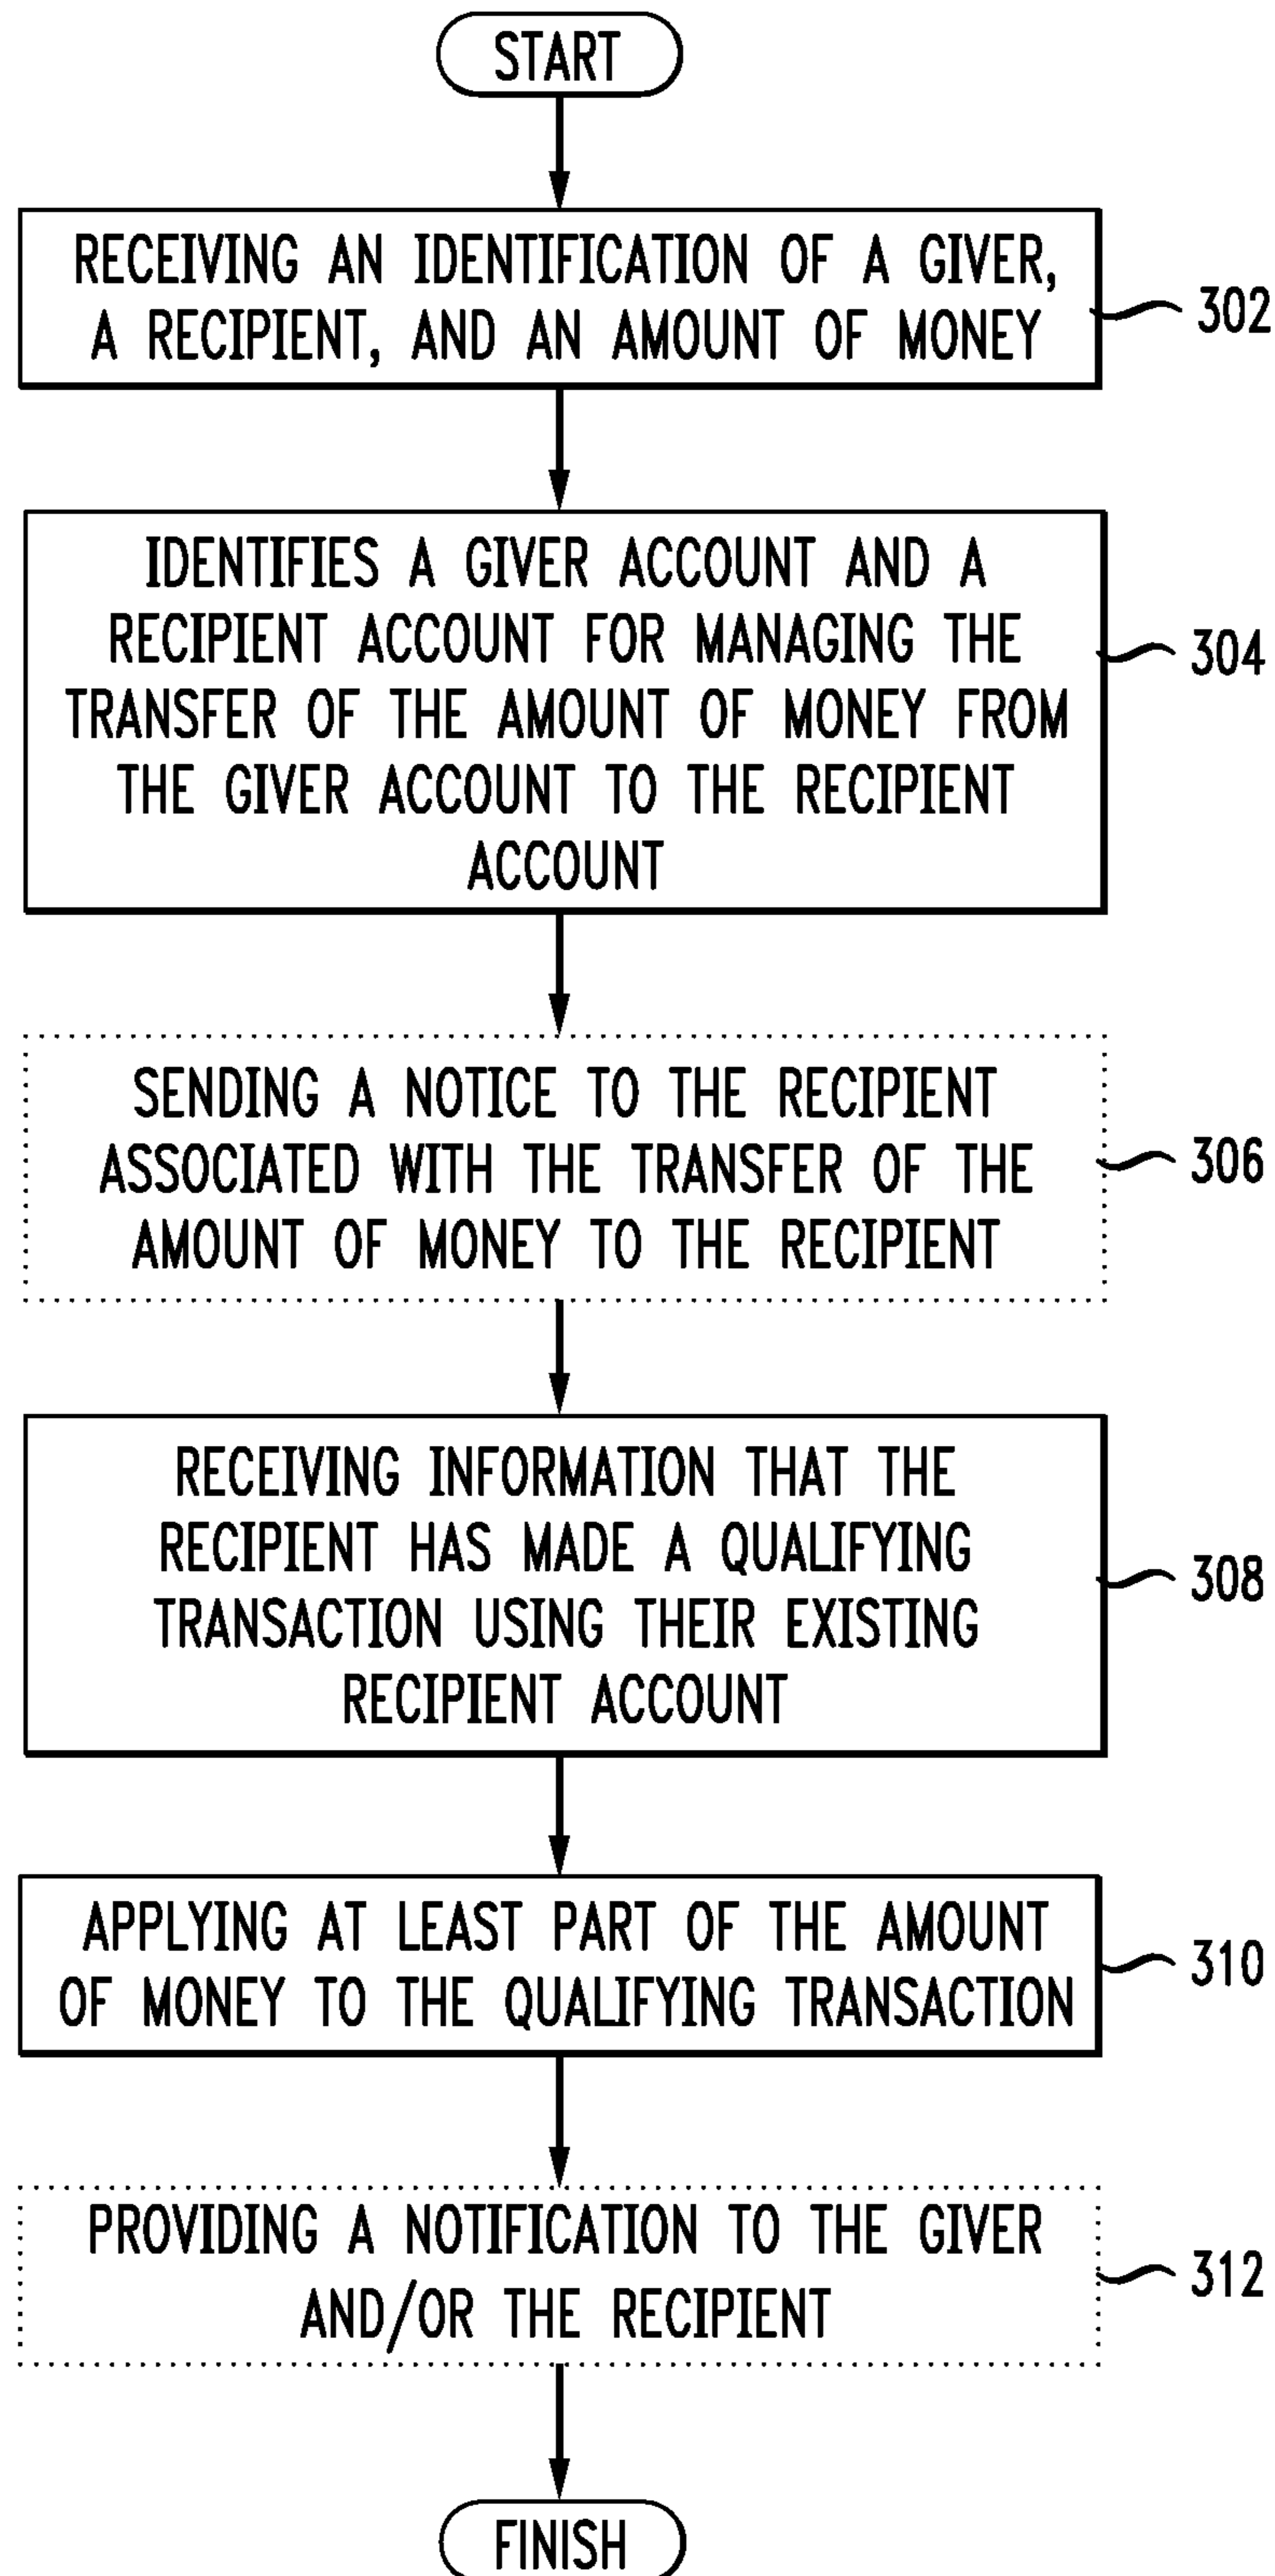 START
RECEIVING AN IDENTIFICATION OF A GIVER,
A RECIPIENT, AND AN AMOUNT OF MONEY
302
IDENTIFIES A GIVER ACCOUNT AND A
RECIPIENT ACCOUNT FOR MANAGING THE
TRANSFER OF THE AMOUNT OF MONEY FROM
THE GIVER ACCOUNT TO THE RECIPIENT
ACCOUNT
304
SENDING A NOTICE TO THE RECIPIENT
ASSOCIATED WITH THE TRANSFER OF THE
AMOUNT OF MONEY TO THE RECIPIENT
306
RECEIVING INFORMATION THAT THE
RECIPIENT HAS MADE A QUALIFYING
TRANSACTION USING THEIR EXISTING
RECIPIENT ACCOUNT
308
APPLYING AT LEAST PART OF THE AMOUNT
OF MONEY TO THE QUALIFYING TRANSACTION
310
PROVIDING A NOTIFICATION TO THE GIVER
AND/OR THE RECIPIENT
312
FINISH